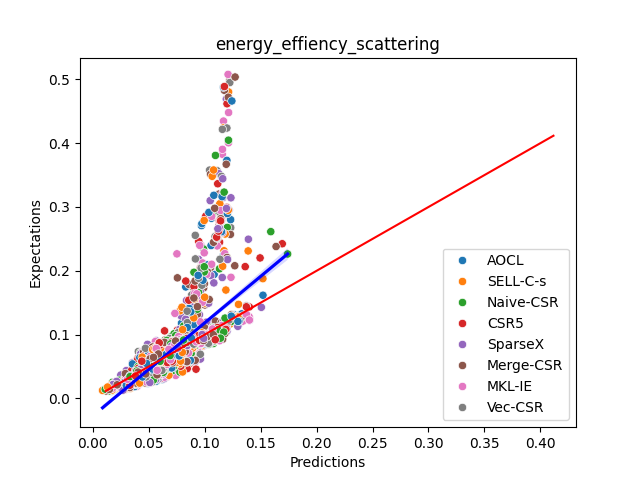 energy_effiency_scattering
Expectations
0.5
0.4
0.3
0.2
0.1
0.0
0.00 0.05 0.10 0.15 0.20 0.25 0.30 0.35 0.40
Predictions
AOCL
SELL-C-s
Naive-CSR
CSR5
SparseX
Merge-CSR
MKL-IE
Vec-CSR